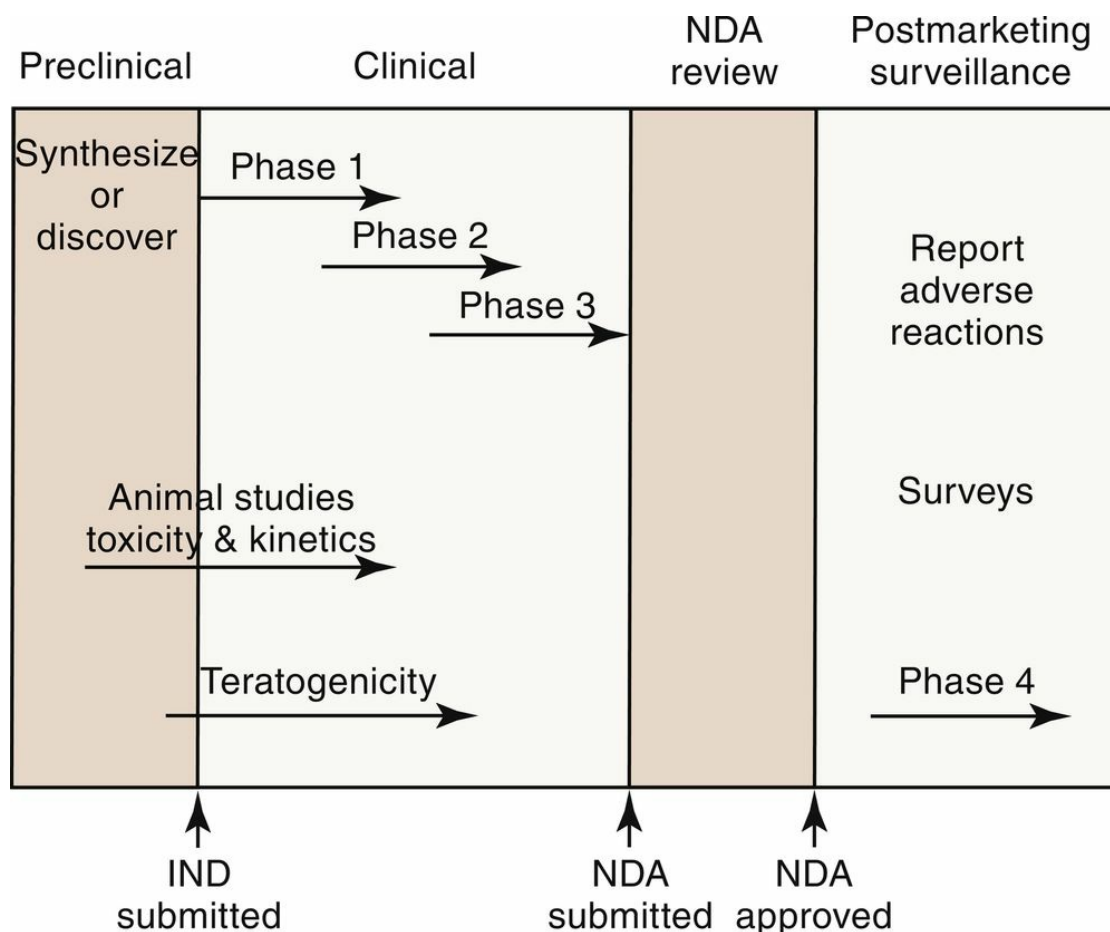 Preclinical
Clinical
NDA
review
Postmarketing
surveillance
Synthesize
or
discover
Phase 1
Phase 2
Phase 3
Report
adverse
reactions
Animal studies
toxicity & kinetics
Surveys
Teratogenicity
Phase 4
IND
submitted
NDA
submitted
NDA
approved